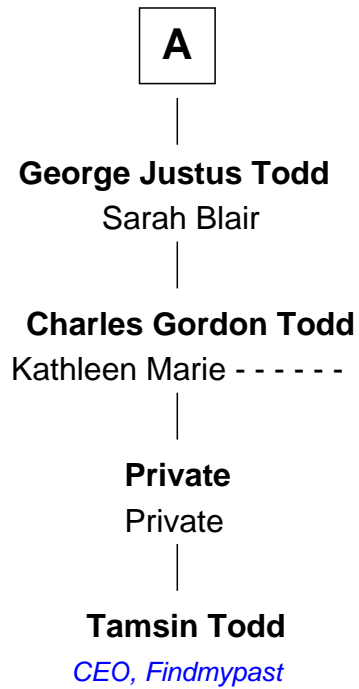 A
George Justus Todd
Sarah Blair
Charles Gordon Todd
Kathleen Marie - - - - - -
Private
Private
Tamsin Todd
CEO, Findmypast